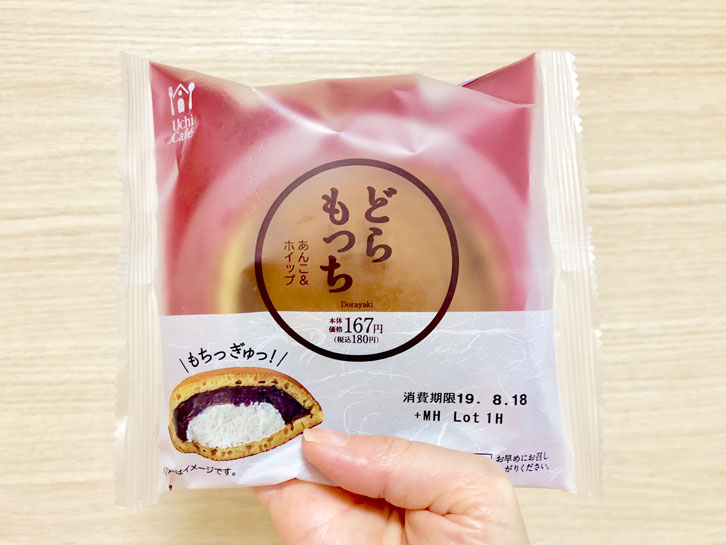 Uchi
Café
どら
もっち
あんこ&
ホイップ
Dorayaki
本体
価格 167円
(税込180円)
\もちっぎゅっ!/
消費期限19. 8.18
+MH Lot 1H
お早めにお召し
がりください。
はイメージです。